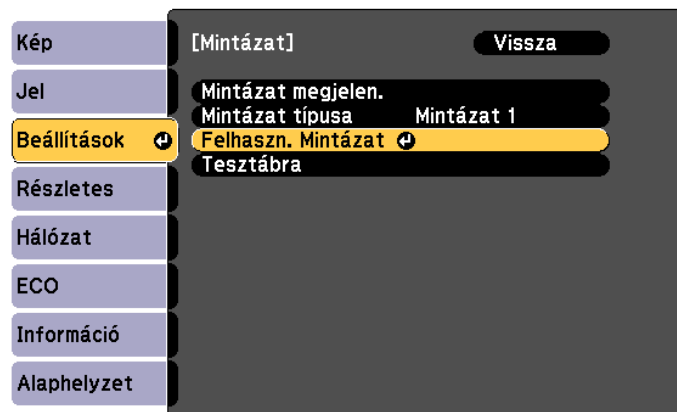 Kép
Jel
Beállítások
Részletes
Hálózat
ECO
Információ
Alaphelyzet
[Mintázat] Vissza
Mintázat megjelen.
Mintázat típusa Mintázat 1
Felhaszn. Mintázat
Tesztábra